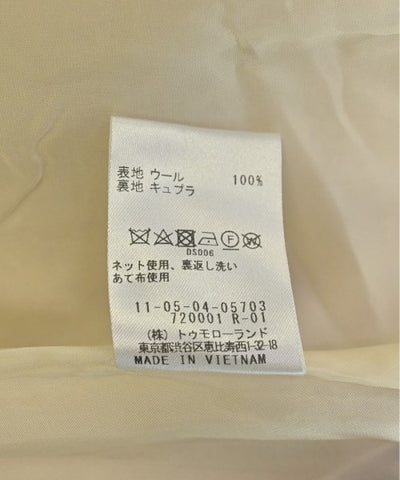 表地 ウール 100%
裏地 キュプラ
DS006
ネット使用、裏返し洗い
あて布使用
11-05-04-05703
720001 R-01
(株) トゥモローランド
東京都渋谷区恵比寿西1-32-18
MADE IN VIETNAM